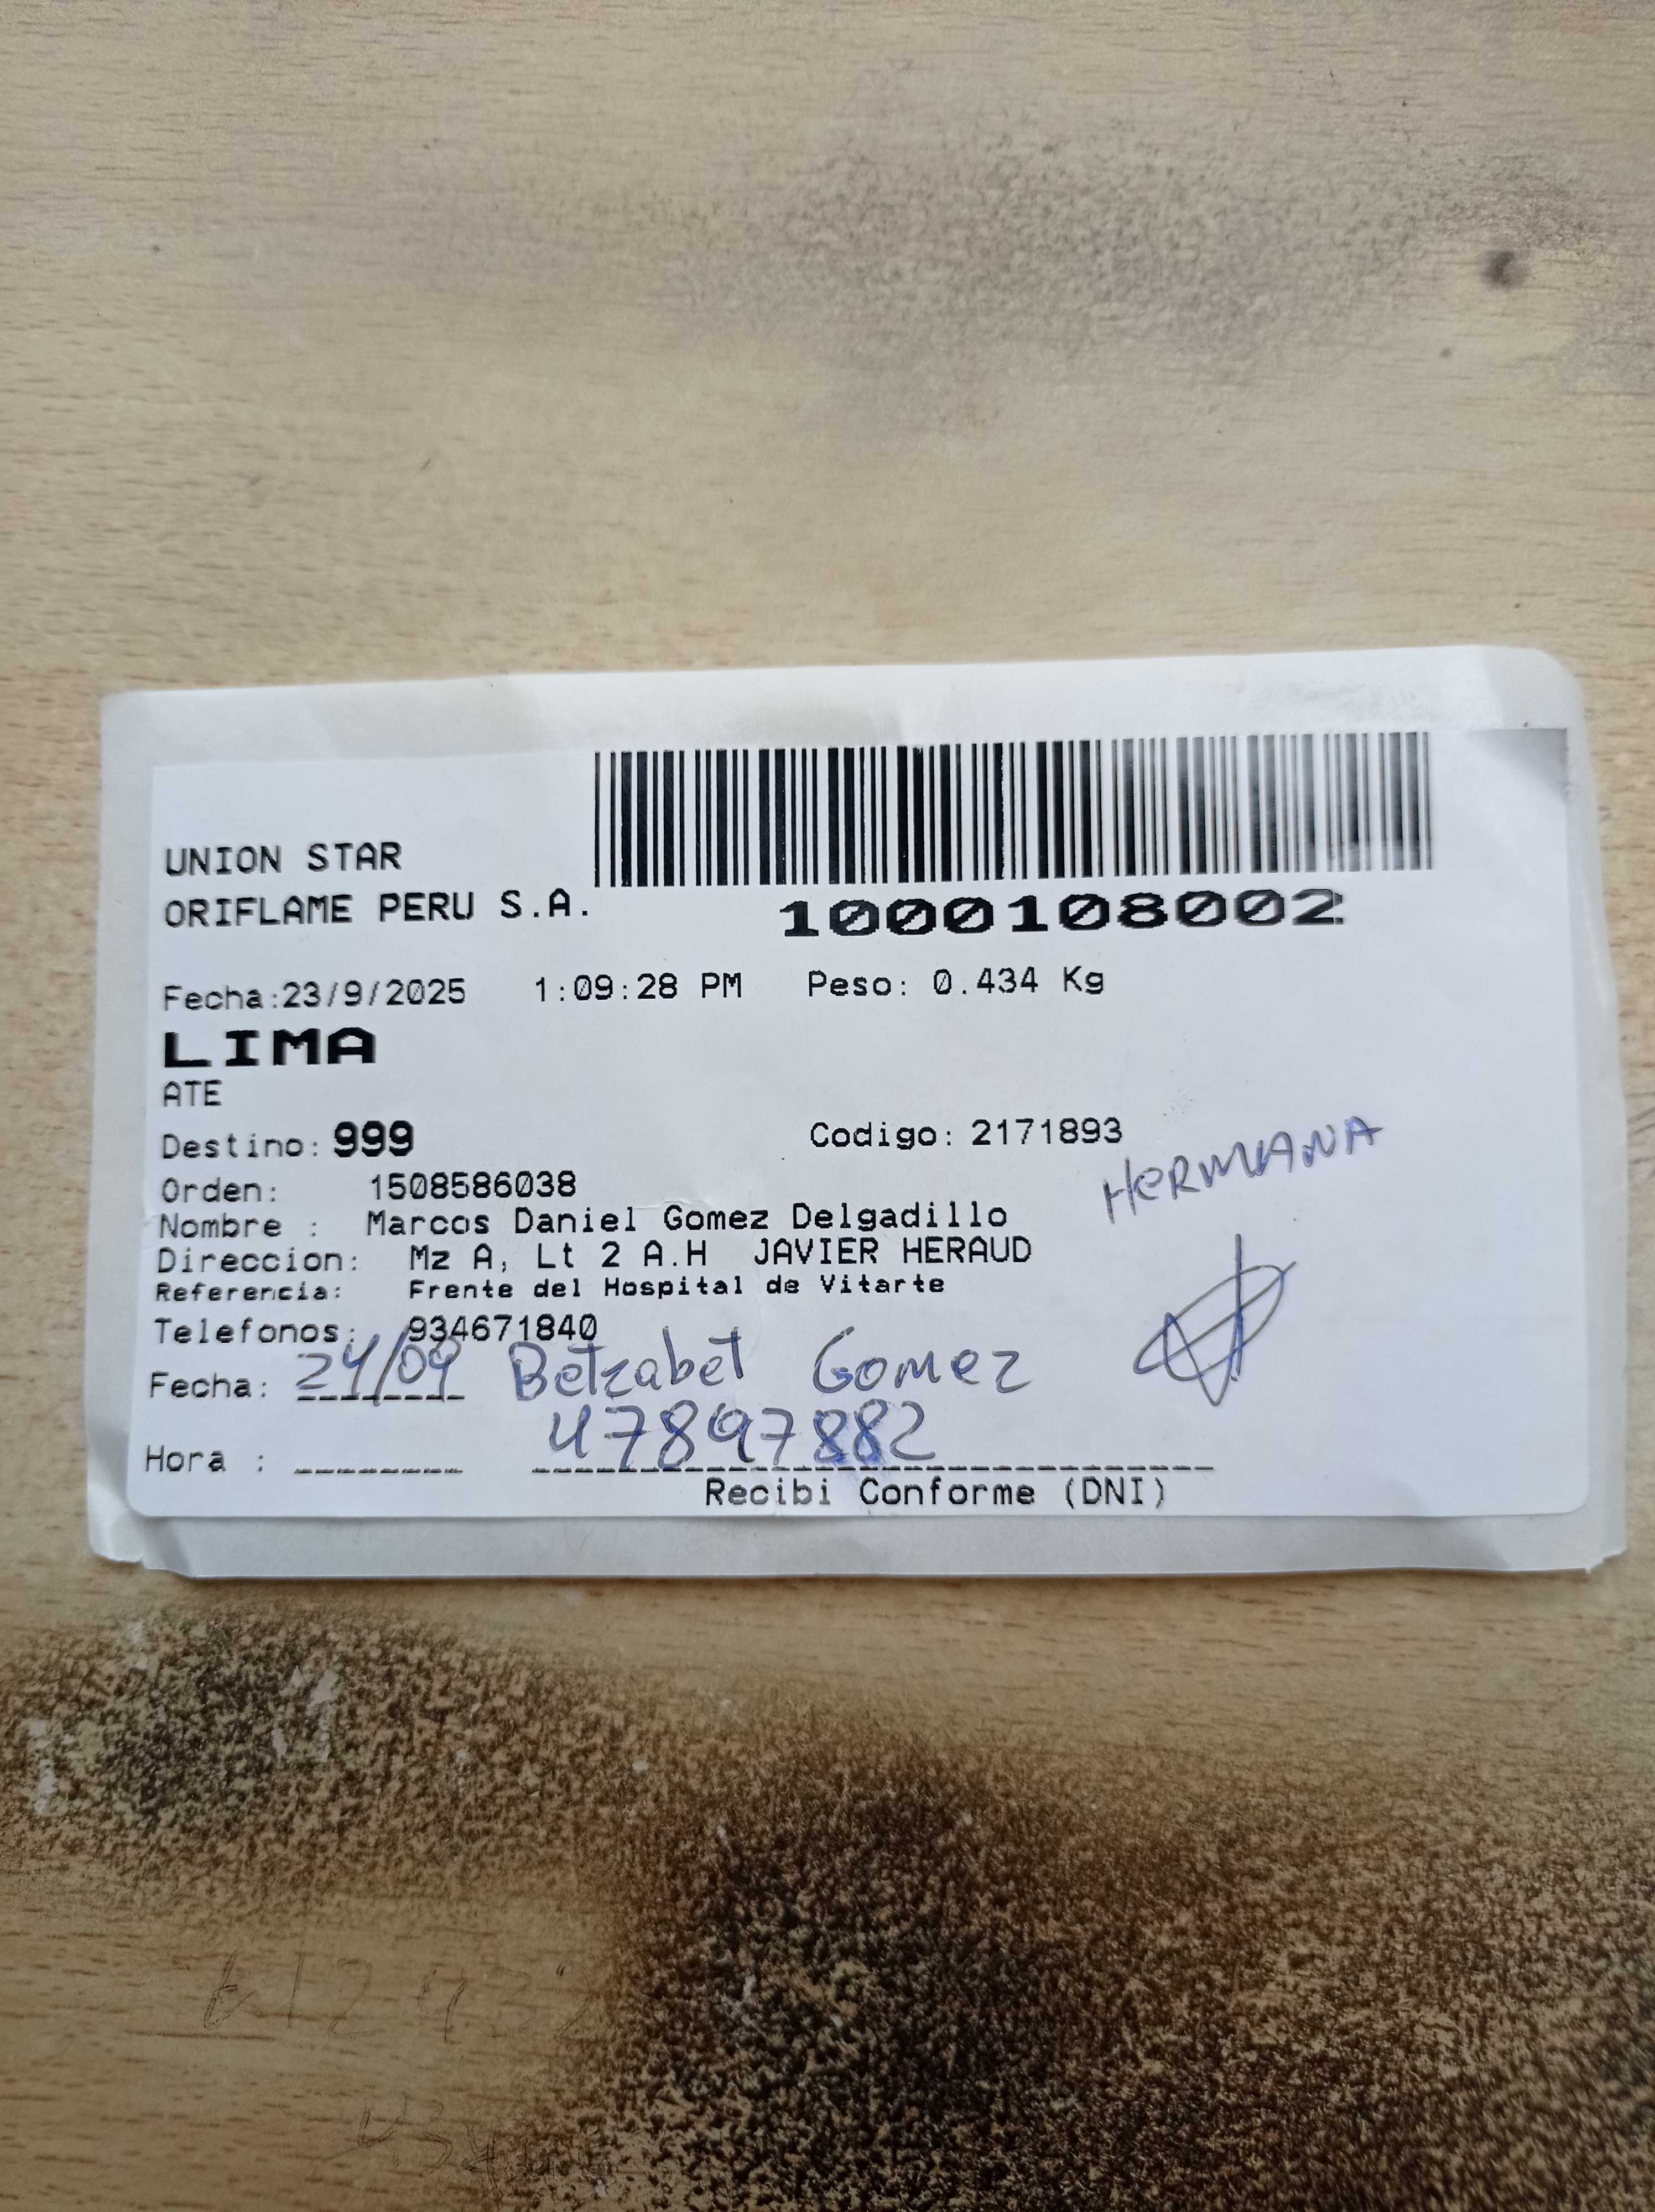 UNION STAR
ORIFLAME PERU S.A.
1000108002
Fecha:23/9/2025 1:09:28 PM Peso: 0.434 Kg
LIMA
ATE
Destino: 999 Codigo: 2171893
HERMANA
Orden: 1508586038
Nombre : Marcos Daniel Gomez Delgadillo
Direccion: Mz A, Lt 2 A.H JAVIER HERAUD
Referencia: Frente del Hospital de Vitarte
Telefonos: 934671840
Fecha: 24/09 Betzabet Gomez
47897882
Hora :
Recibi Conforme (DNI)